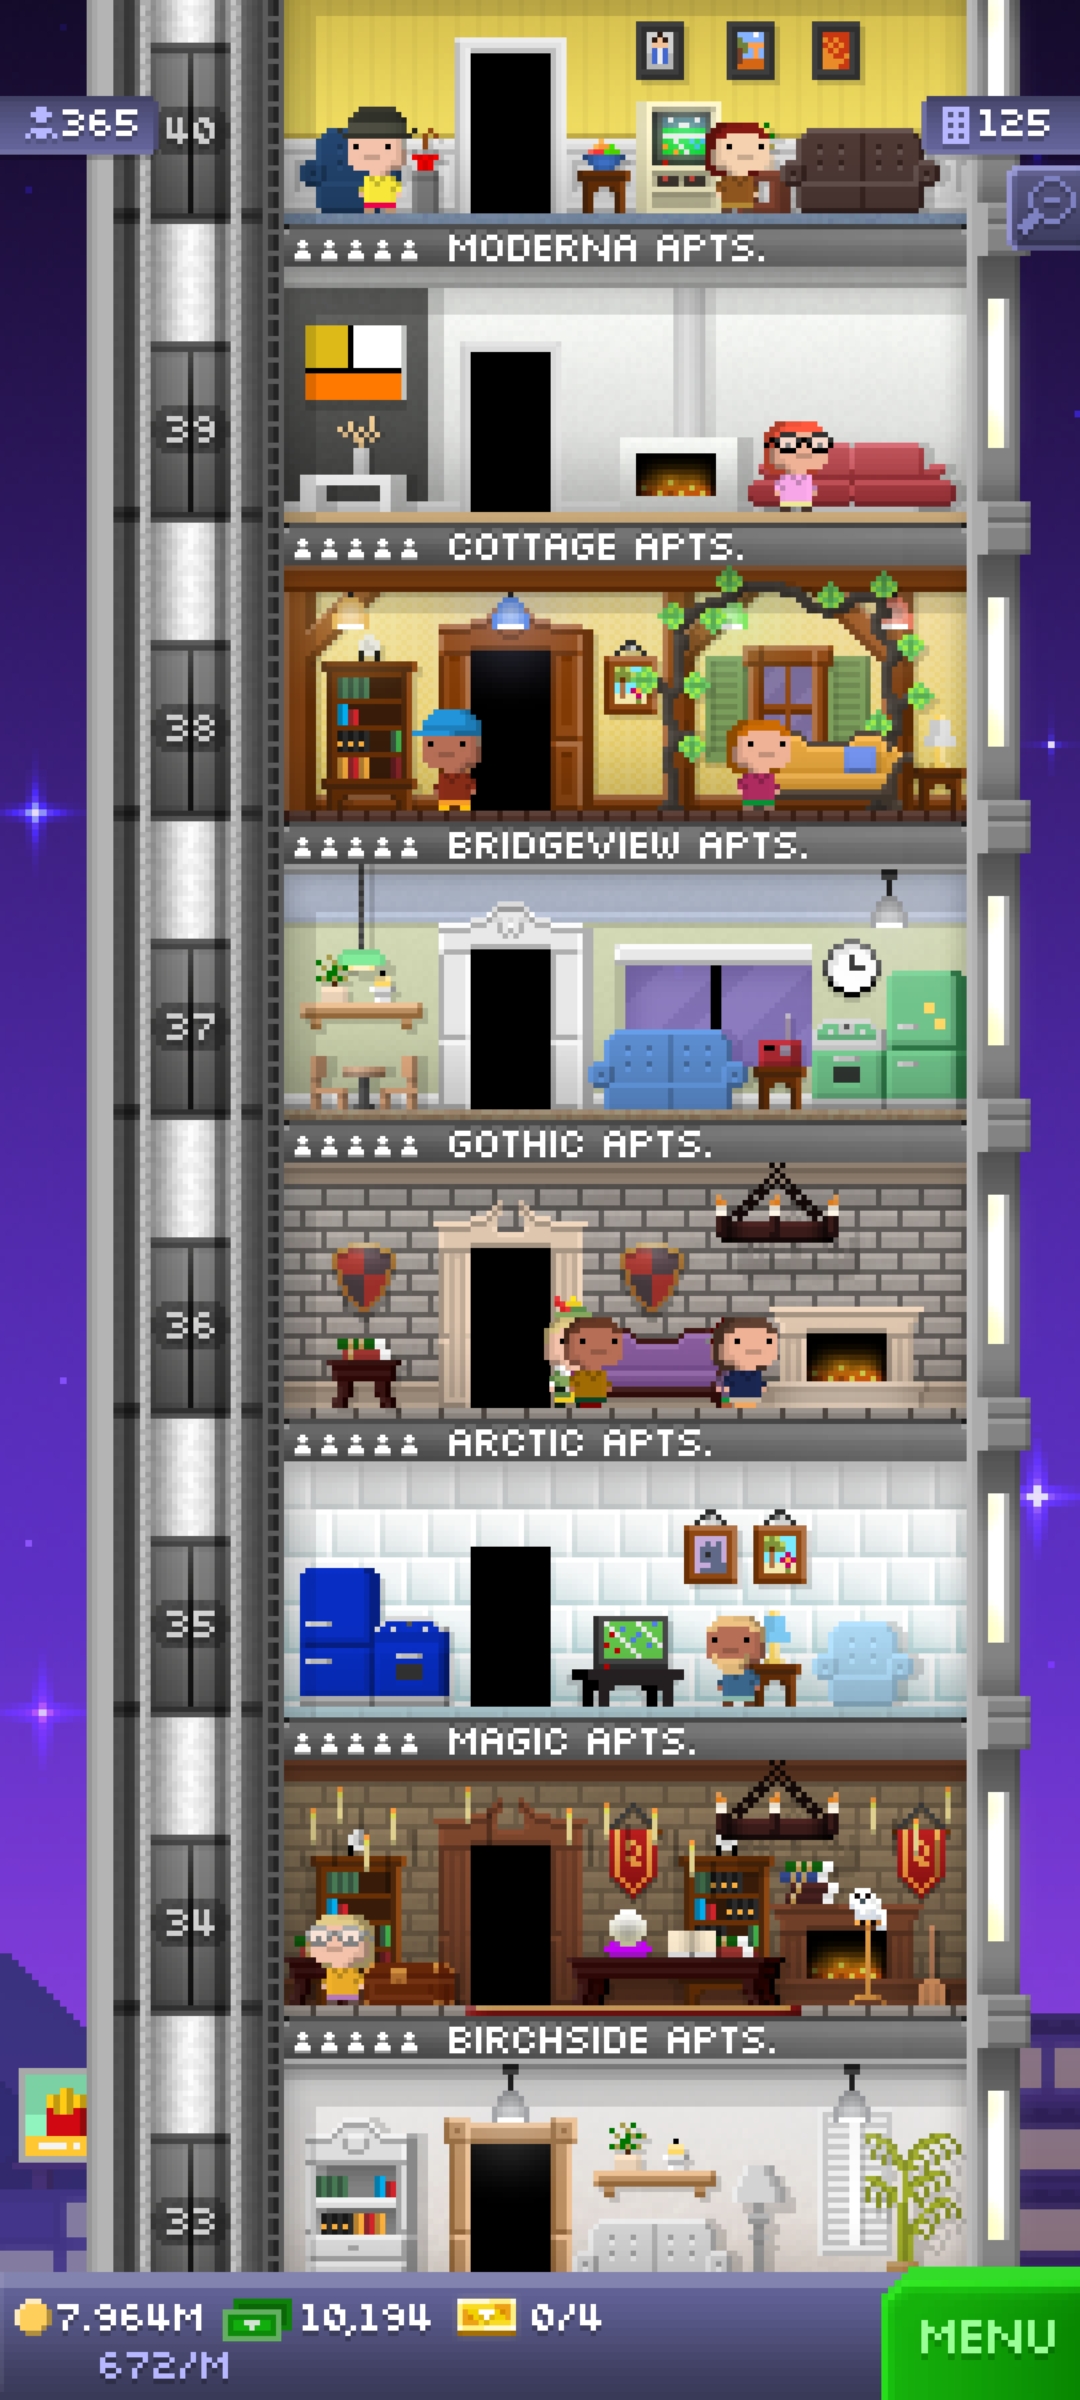 365
40
125
MODERNA APTS.
39
COTTAGE APTS.
38
BRIDGEVIEW APTS.
37
GOTHIC APTS.
36
ARCTIC APTS.
35
MAGIC APTS.
34
BIRCHSIDE APTS.
33
7.964M 10,194 0/4
672/M
MENU